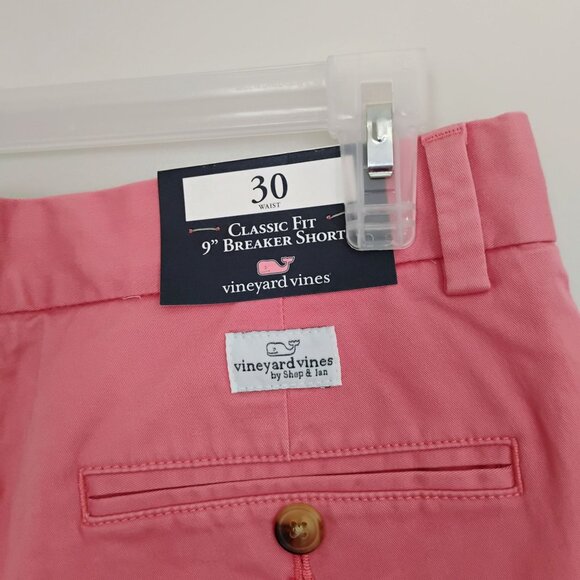 30
WAIST
CLASSIC FIT
9" BREAKER SHORT
vineyard vines
vineyard vines
by Shep & Ian